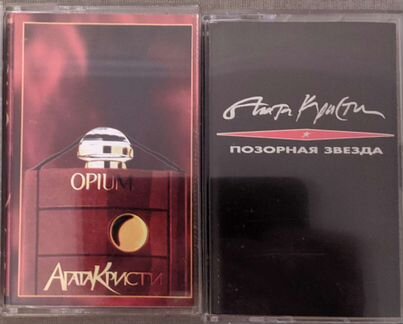 OPIUM
АГАТАКРИСТИ
Агата Кристи
ПОЗОРНАЯ ЗВЕЗДА